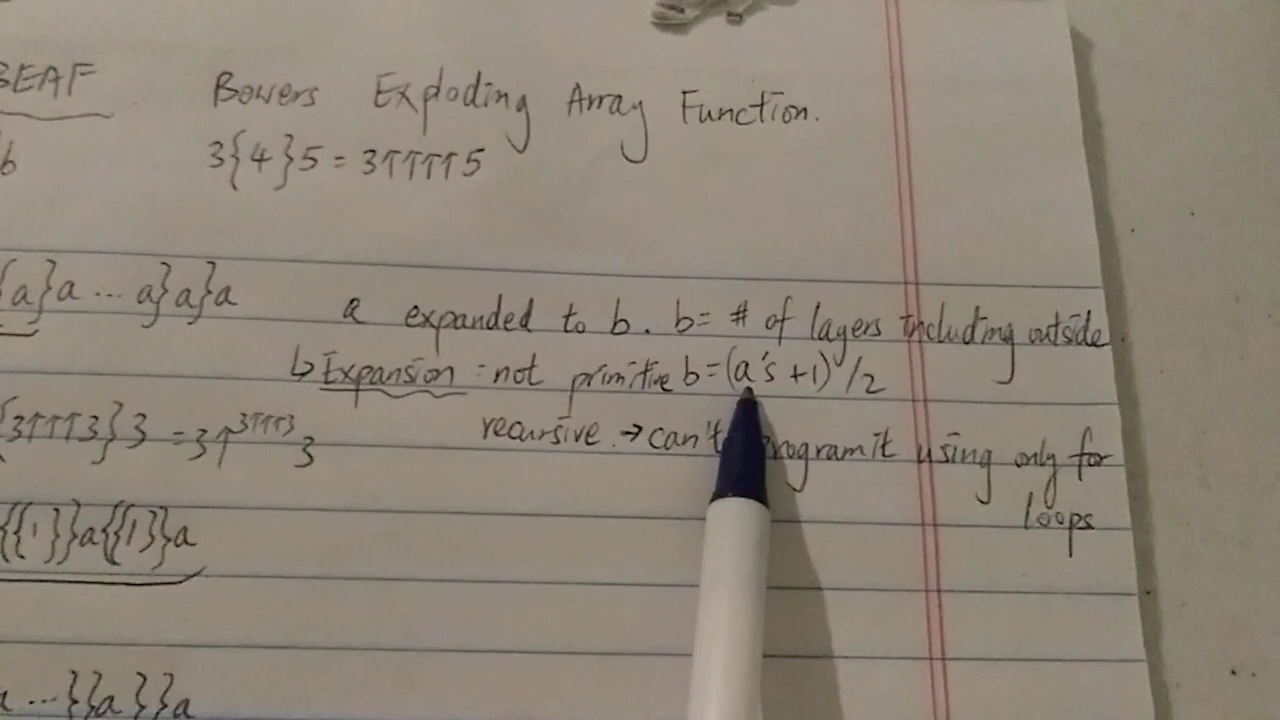 BEAF Bowers Exploding Array Function.
b 3{4}5 = 3↑↑↑↑5
{a}a ... a}a}a a expanded to b. b= # of layers including outside.
↳ Expansion : not primitive b=(a's +1)/2
{3↑↑↑3}3 = 3↑^3↑↑↑3 3 recursive. → can't program it using only for
loops
{{1}}a{{1}}a
a ...}}a}}a